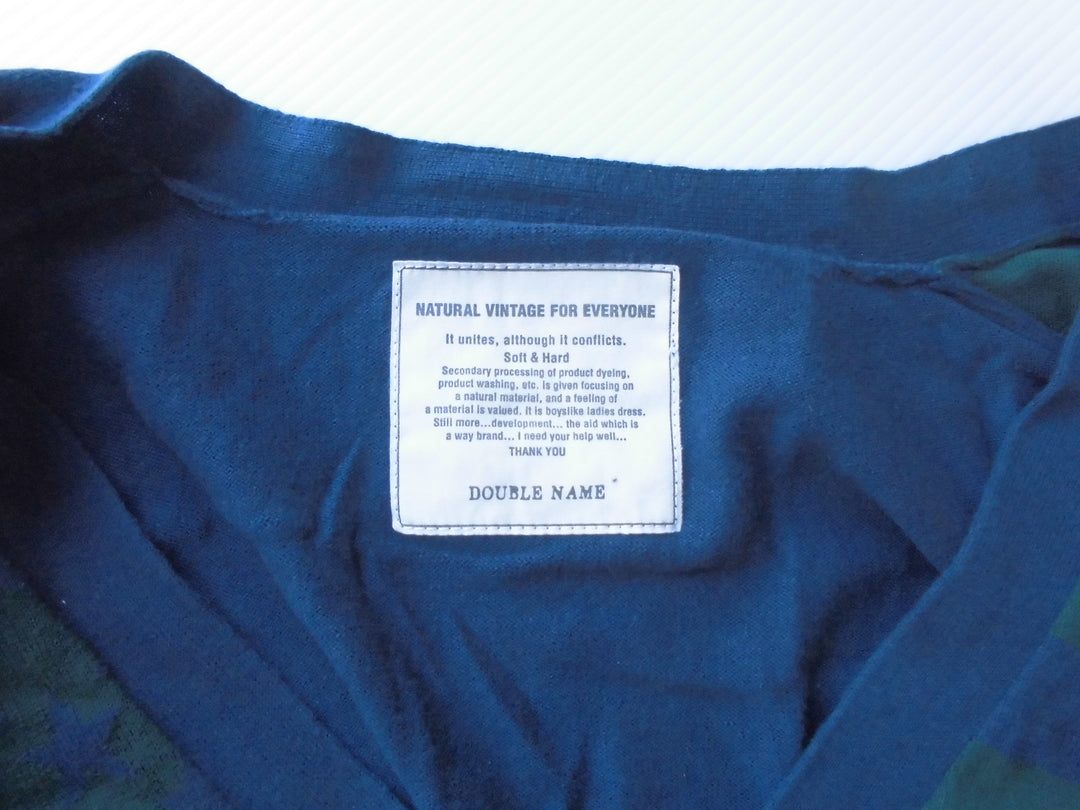 NATURAL VINTAGE FOR EVERYONE
It unites, although it conflicts.
Soft & Hard
Secondary processing of product dyeing,
product washing, etc. is given focusing on
a natural material, and a feeling of
a material is valued. It is boyslike ladies dress.
Still more...development... the aid which is
a way brand... I need your help well...
THANK YOU
DOUBLE NAME